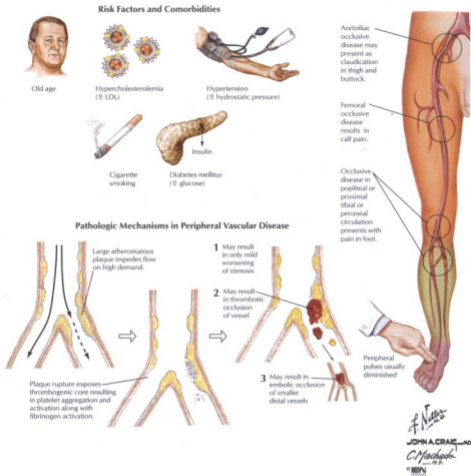 Risk Factors and Comorbidities
Old age
Hypercholesterolemia
(⇧ LDL)
Hypertension
(⇧ hydrostatic pressure)
Cigarette
smoking
Insulin
Diabetes mellitus
(⇧ glucose)
Aortoiliac
occlusive
disease may
present as
claudication
in thigh and
buttock.
Femoral
occlusive
disease
results in
calf pain.
Occlusive
disease in
popliteal or
proximal
tibial or
peroneal
circulation
presents with
pain in foot.
Peripheral
pulses usually
diminished
Pathologic Mechanisms in Peripheral Vascular Disease
Large atheromatous
plaque impedes flow
on high demand.
Plaque rupture exposes
thrombogenic core resulting
in platelet aggregation and
activation along with
fibrinogen activation.
1 May result
in only mild
worsening
of stenosis
2 May result
in thrombotic
occlusion
of vessel
3 May result in
embolic occlusion
of smaller
distal vessels
F. Netter
M.D.
JOHN A. CRAIG—MD
C. Machado
M.D.